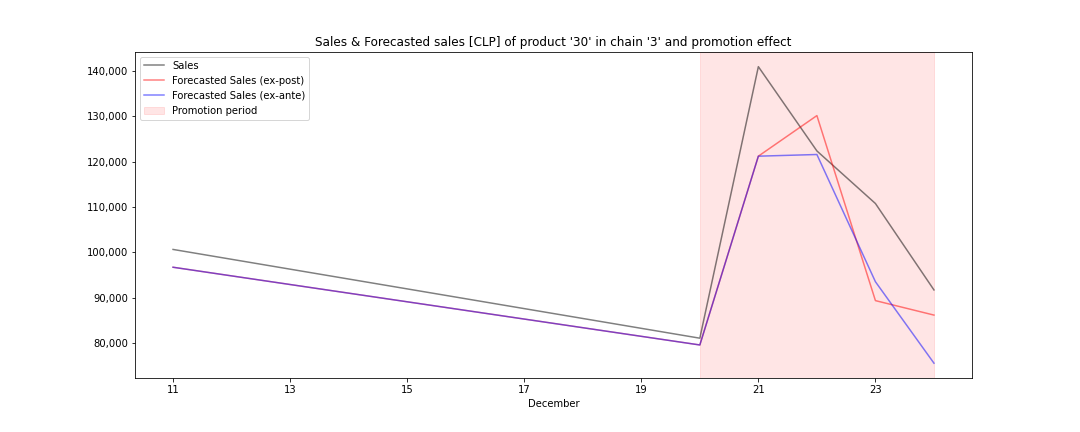 Sales & Forecasted sales [CLP] of product '30' in chain '3' and promotion effect
Sales
Forecasted Sales (ex-post)
Forecasted Sales (ex-ante)
Promotion period
140,000
130,000
120,000
110,000
100,000
90,000
80,000
11 13 15 17 19 21 23
December